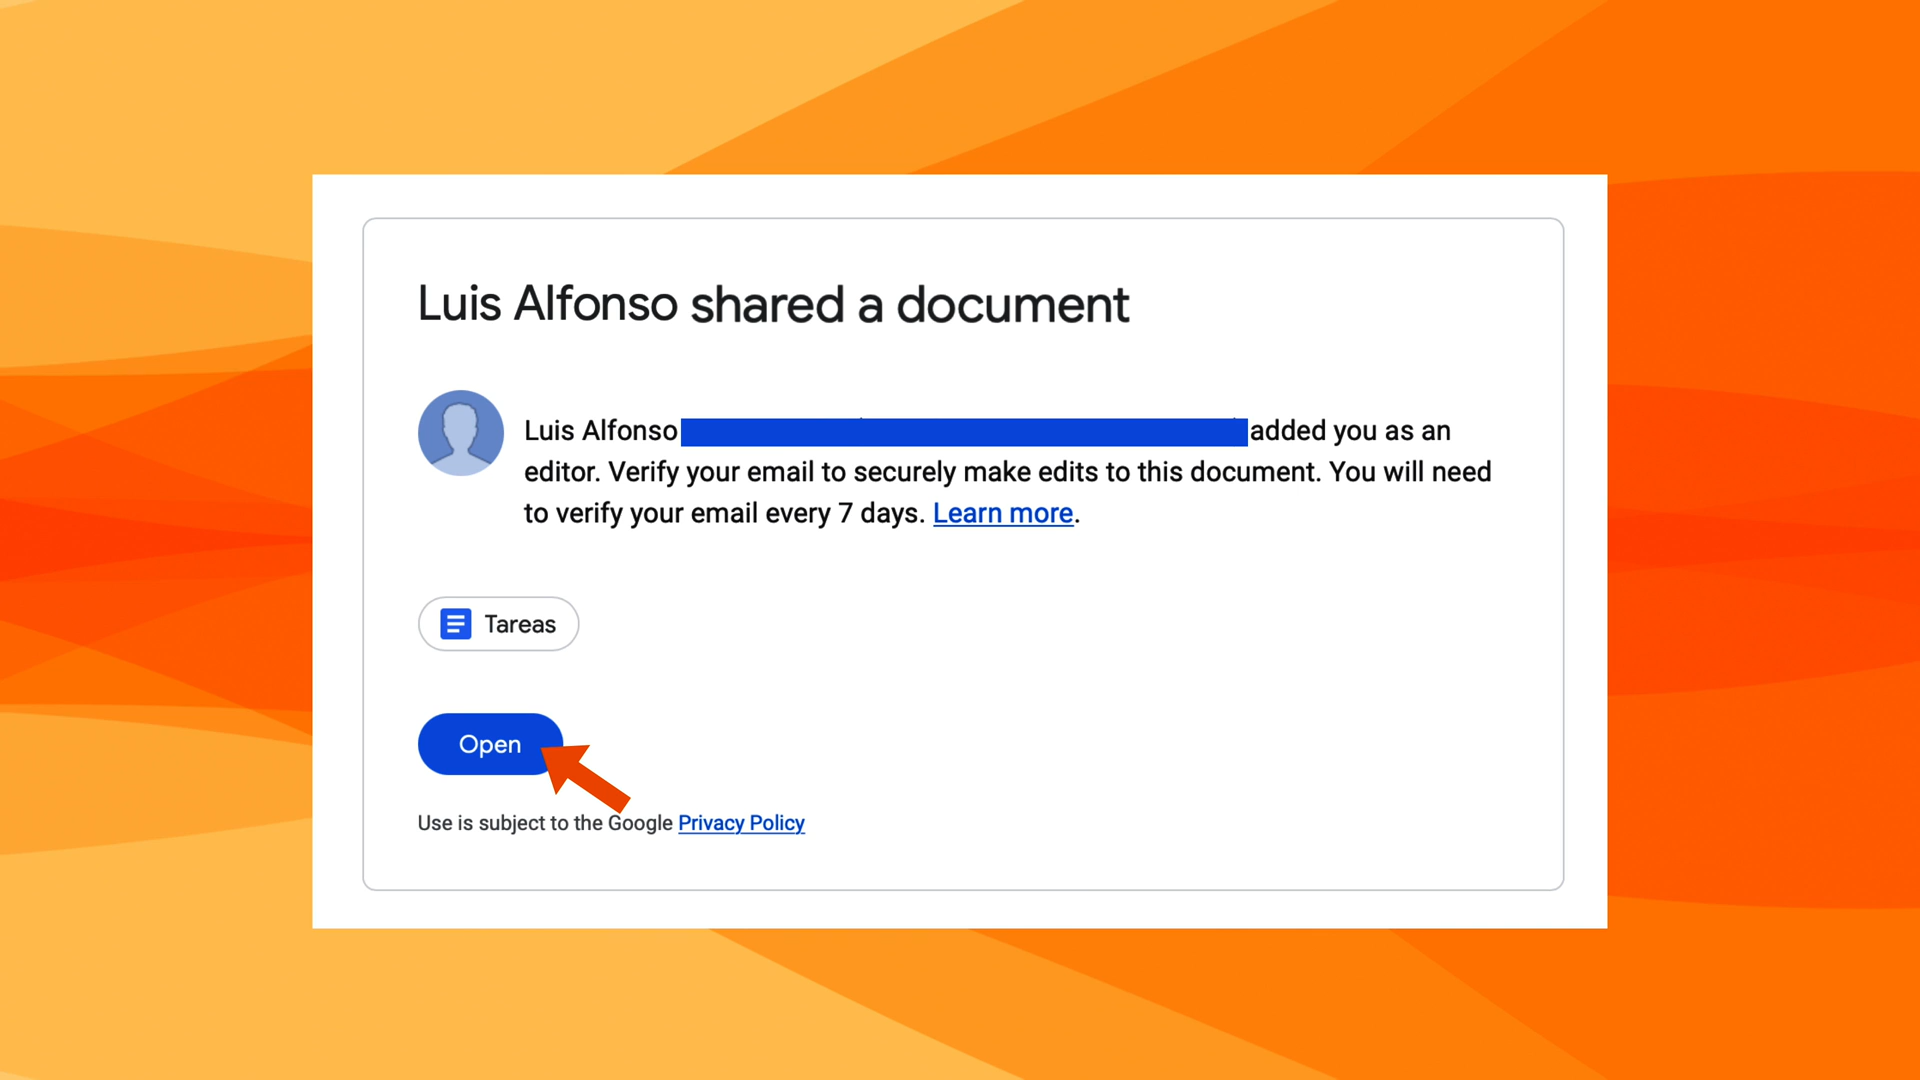 Luis Alfonso shared a document
Luis Alfonso added you as an
editor. Verify your email to securely make edits to this document. You will need
to verify your email every 7 days. Learn more.
Tareas
Open
Use is subject to the Google Privacy Policy